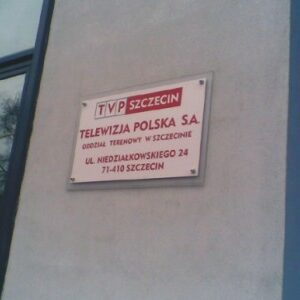 TVP SZCZECIN
TELEWIZJA POLSKA S.A.
ODDZIAŁ TERENOWY W SZCZECINIE
UL. NIEDZIAŁKOWSKIEGO 24
71-410 SZCZECIN